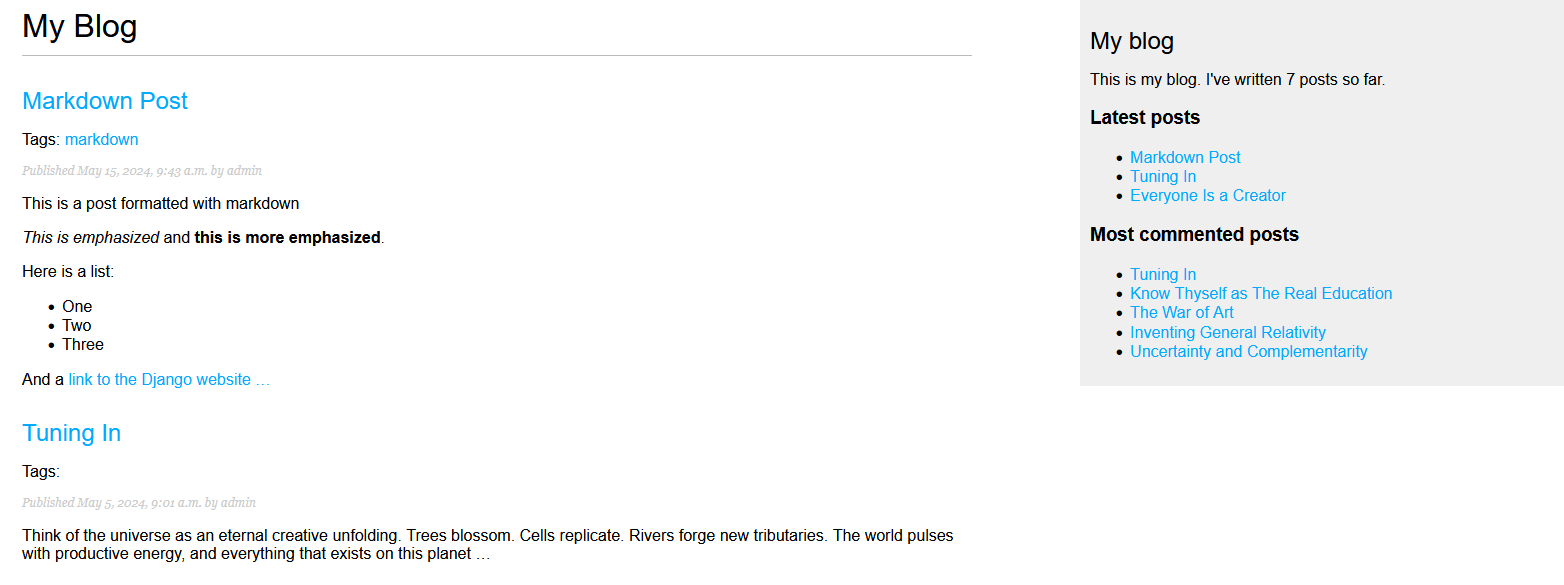 My Blog
Markdown Post
Tags: markdown
Published May 15, 2024, 9:43 a.m. by admin
This is a post formatted with markdown
This is emphasized and this is more emphasized.
Here is a list:
One
Two
Three
And a link to the Django website …
Tuning In
Tags:
Published May 5, 2024, 9:01 a.m. by admin
Think of the universe as an eternal creative unfolding. Trees blossom. Cells replicate. Rivers forge new tributaries. The world pulses
with productive energy, and everything that exists on this planet …
My blog
This is my blog. I've written 7 posts so far.
Latest posts
Markdown Post
Tuning In
Everyone Is a Creator
Most commented posts
Tuning In
Know Thyself as The Real Education
The War of Art
Inventing General Relativity
Uncertainty and Complementarity